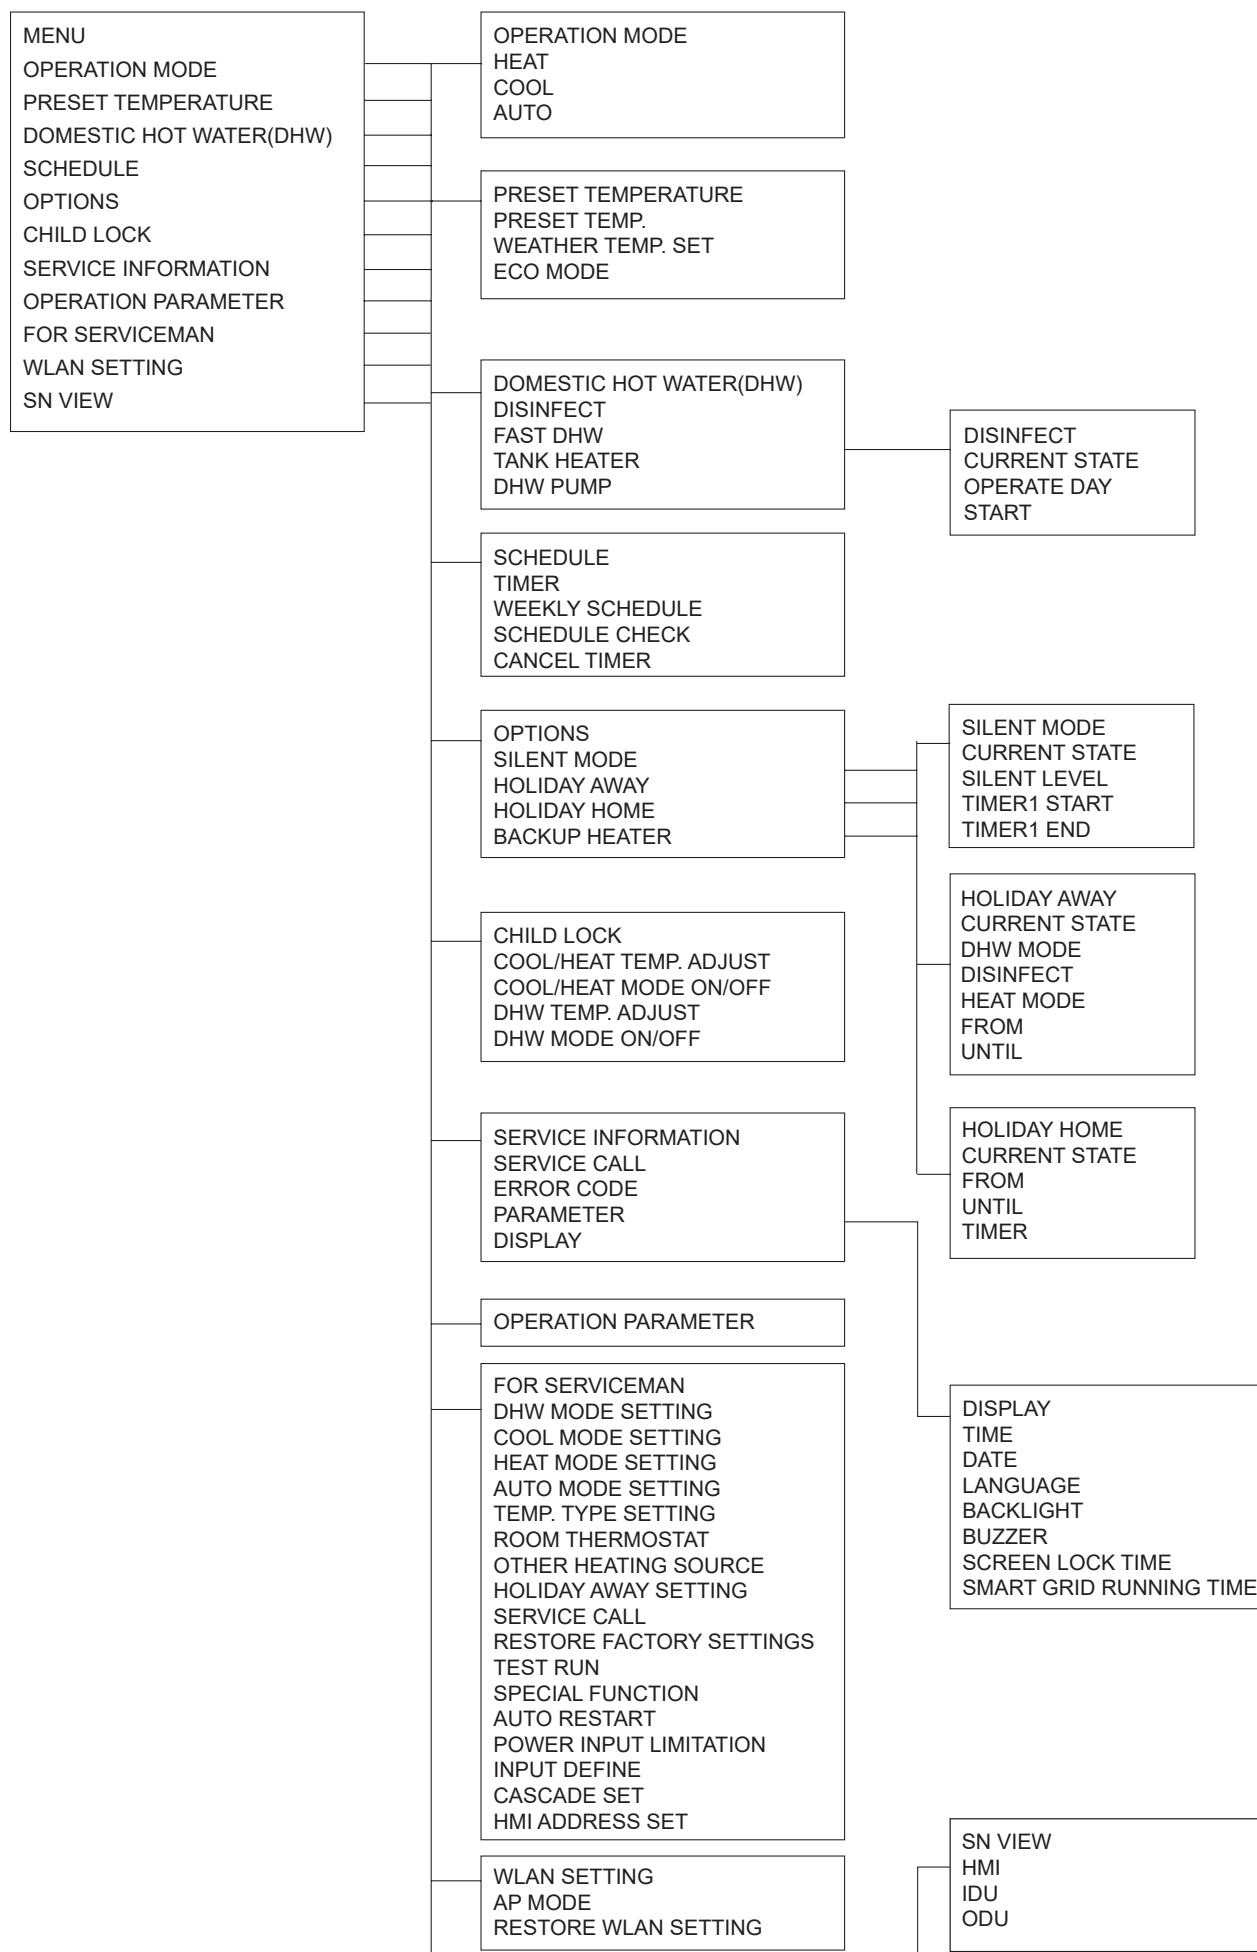 MENU
OPERATION MODE
PRESET TEMPERATURE
DOMESTIC HOT WATER(DHW)
SCHEDULE
OPTIONS
CHILD LOCK
SERVICE INFORMATION
OPERATION PARAMETER
FOR SERVICEMAN
WLAN SETTING
SN VIEW
OPERATION MODE
HEAT
COOL
AUTO
PRESET TEMPERATURE
PRESET TEMP.
WEATHER TEMP. SET
ECO MODE
DOMESTIC HOT WATER(DHW)
DISINFECT
FAST DHW
TANK HEATER
DHW PUMP
DISINFECT
CURRENT STATE
OPERATE DAY
START
SCHEDULE
TIMER
WEEKLY SCHEDULE
SCHEDULE CHECK
CANCEL TIMER
OPTIONS
SILENT MODE
HOLIDAY AWAY
HOLIDAY HOME
BACKUP HEATER
SILENT MODE
CURRENT STATE
SILENT LEVEL
TIMER1 START
TIMER1 END
HOLIDAY AWAY
CURRENT STATE
DHW MODE
DISINFECT
HEAT MODE
FROM
UNTIL
HOLIDAY HOME
CURRENT STATE
FROM
UNTIL
TIMER
CHILD LOCK
COOL/HEAT TEMP. ADJUST
COOL/HEAT MODE ON/OFF
DHW TEMP. ADJUST
DHW MODE ON/OFF
SERVICE INFORMATION
SERVICE CALL
ERROR CODE
PARAMETER
DISPLAY
DISPLAY
TIME
DATE
LANGUAGE
BACKLIGHT
BUZZER
SCREEN LOCK TIME
SMART GRID RUNNING TIME
OPERATION PARAMETER
FOR SERVICEMAN
DHW MODE SETTING
COOL MODE SETTING
HEAT MODE SETTING
AUTO MODE SETTING
TEMP. TYPE SETTING
ROOM THERMOSTAT
OTHER HEATING SOURCE
HOLIDAY AWAY SETTING
SERVICE CALL
RESTORE FACTORY SETTINGS
TEST RUN
SPECIAL FUNCTION
AUTO RESTART
POWER INPUT LIMITATION
INPUT DEFINE
CASCADE SET
HMI ADDRESS SET
WLAN SETTING
AP MODE
RESTORE WLAN SETTING
SN VIEW
HMI
IDU
ODU